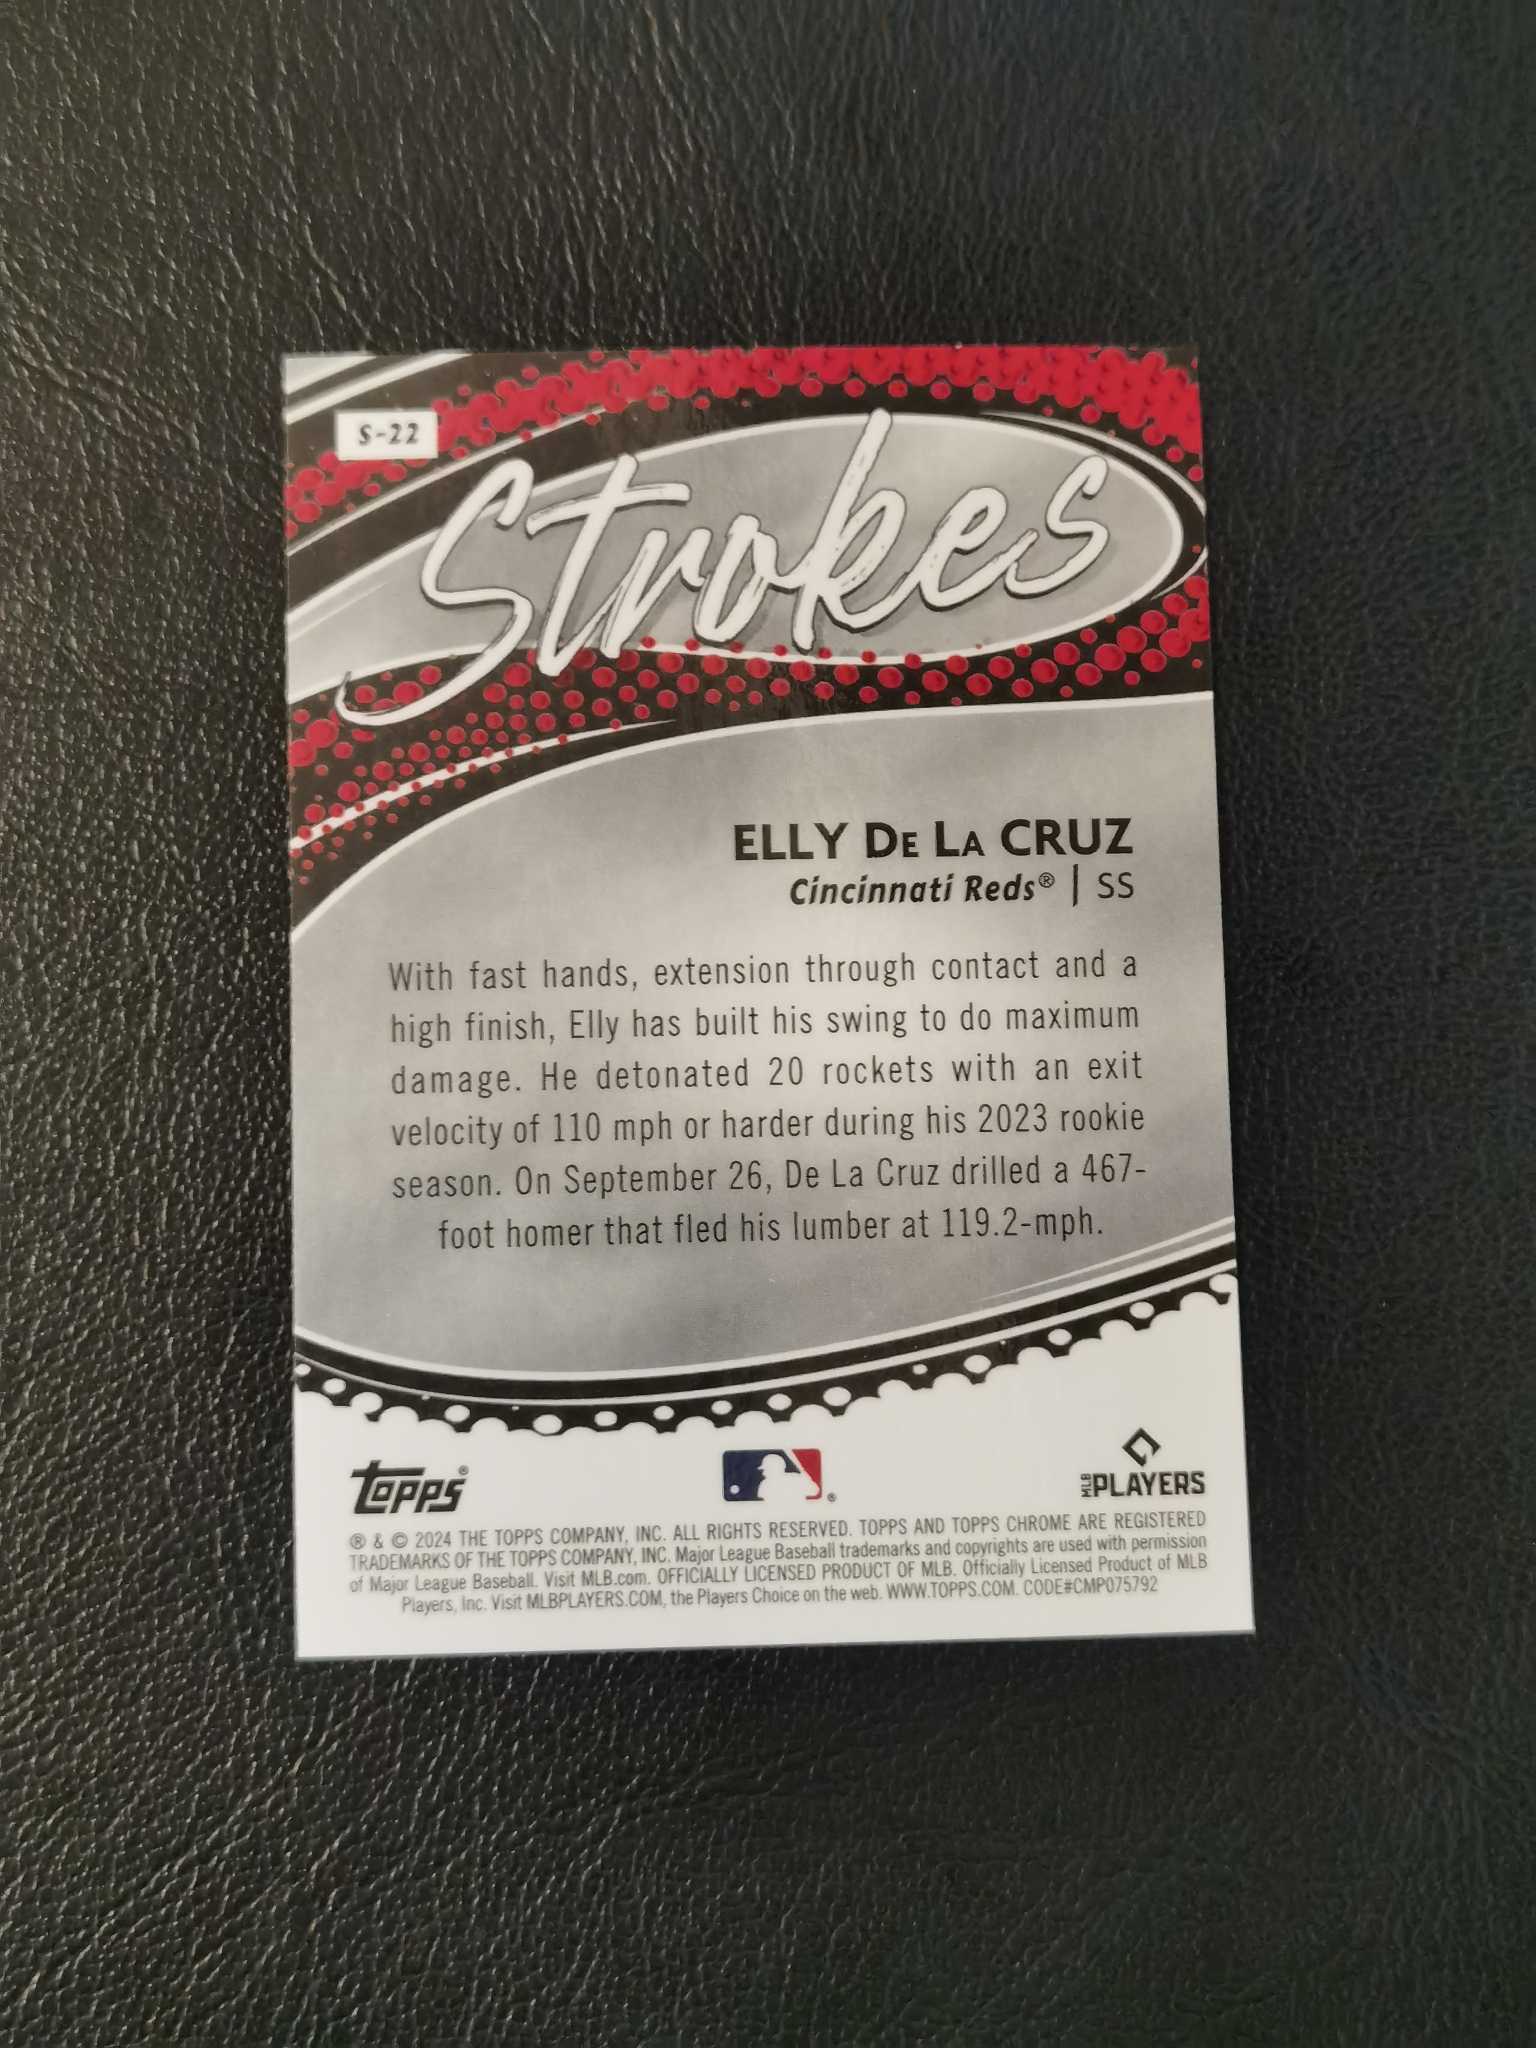 S-22
Strokes
ELLY DE LA CRUZ
Cincinnati Reds® | SS
With fast hands, extension through contact and a
high finish, Elly has built his swing to do maximum
damage. He detonated 20 rockets with an exit
velocity of 110 mph or harder during his 2023 rookie
season. On September 26, De La Cruz drilled a 467-
foot homer that fled his lumber at 119.2-mph.
topps® ® MLB PLAYERS
® & © 2024 THE TOPPS COMPANY, INC. ALL RIGHTS RESERVED. TOPPS AND TOPPS CHROME ARE REGISTERED
TRADEMARKS OF THE TOPPS COMPANY, INC. Major League Baseball trademarks and copyrights are used with permission
of Major League Baseball. Visit MLB.com. OFFICIALLY LICENSED PRODUCT OF MLB. Officially Licensed Product of MLB
Players, Inc. Visit MLBPLAYERS.COM, the Players Choice on the web. WWW.TOPPS.COM. CODE#CMP075792